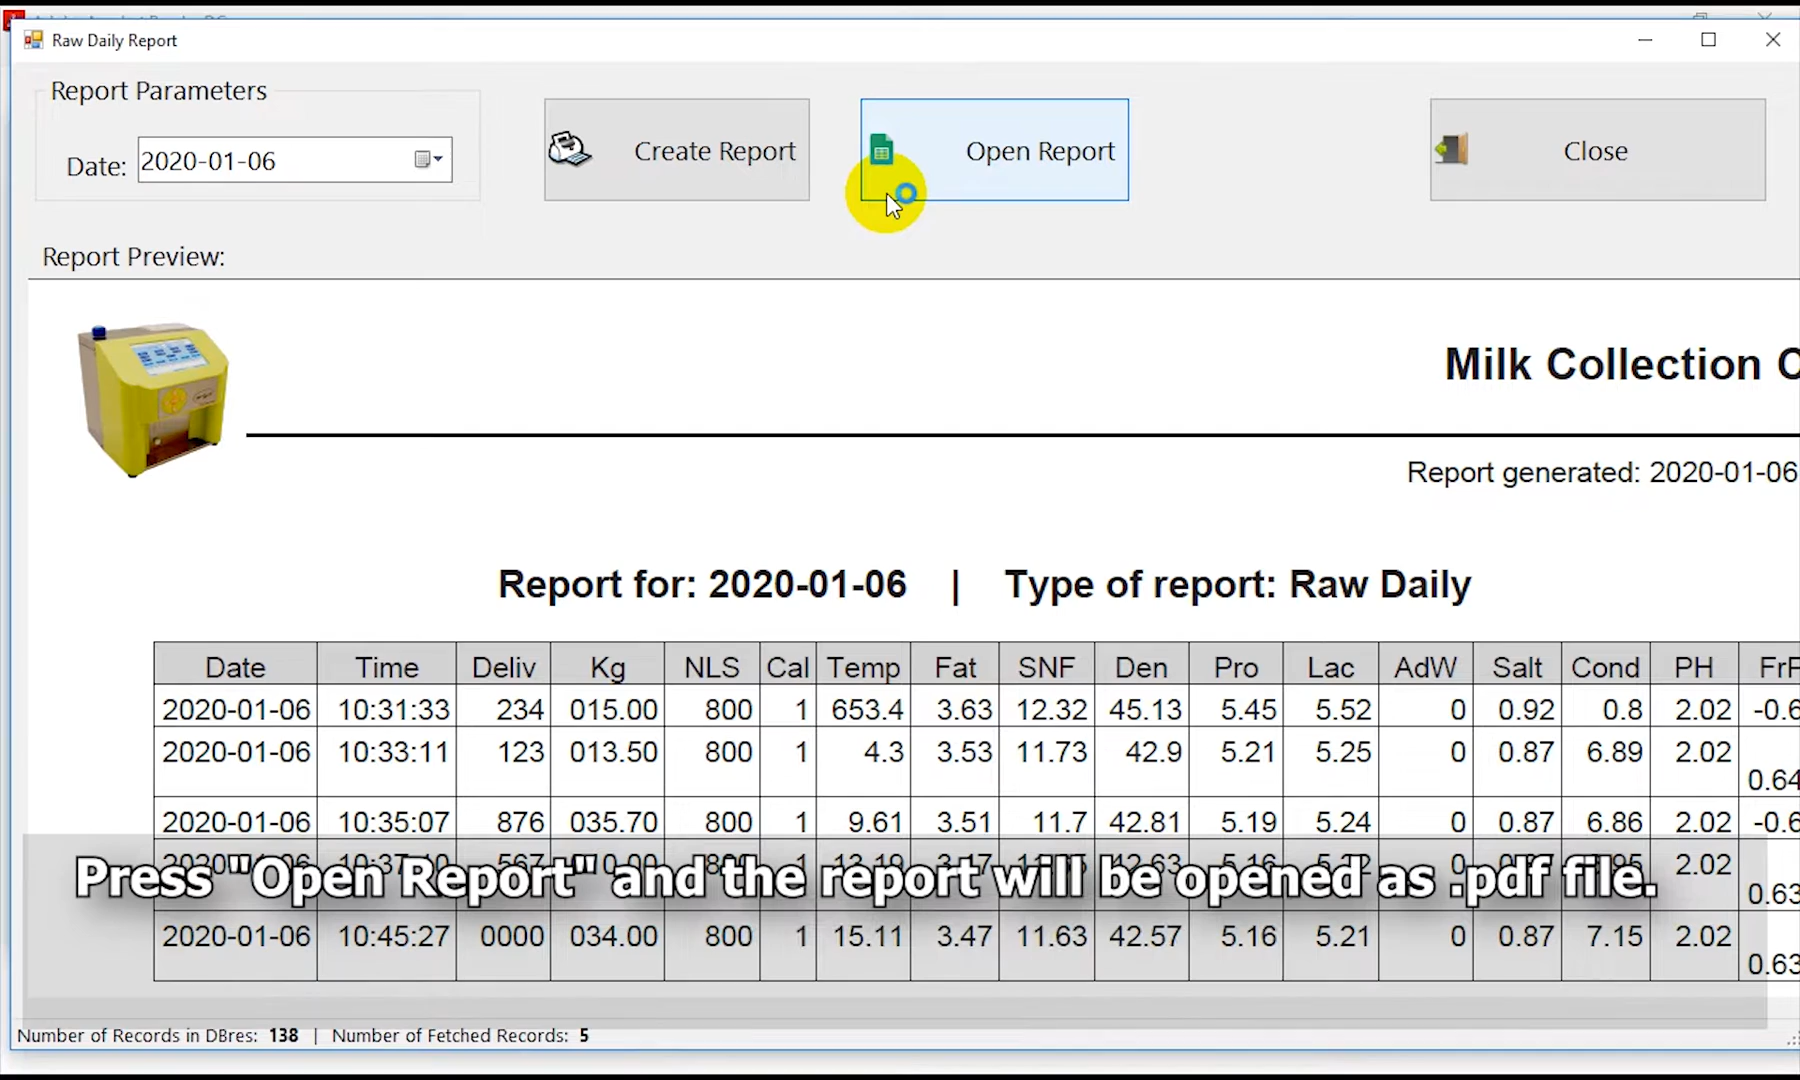 Raw Daily Report
Report Parameters
Date: 2020-01-06
Create Report
Open Report
Close
Report Preview:
Milk Collection C
Report generated: 2020-01-06
Report for: 2020-01-06 | Type of report: Raw Daily
Date Time Deliv Kg NLS Cal Temp Fat SNF Den Pro Lac AdW Salt Cond PH FrF
2020-01-06 10:31:33 234 015.00 800 1 653.4 3.63 12.32 45.13 5.45 5.52 0 0.92 0.8 2.02 -0.6
2020-01-06 10:33:11 123 013.50 800 1 4.3 3.53 11.73 42.9 5.21 5.25 0 0.87 6.89 2.02
0.64
2020-01-06 10:35:07 876 035.70 800 1 9.61 3.51 11.7 42.81 5.19 5.24 0 0.87 6.86 2.02 -0.6
2.02
Press "Open Report" and the report will be opened as .pdf file.
0.63
2020-01-06 10:45:27 0000 034.00 800 1 15.11 3.47 11.63 42.57 5.16 5.21 0 0.87 7.15 2.02
0.63
Number of Records in DBres: 138 | Number of Fetched Records: 5